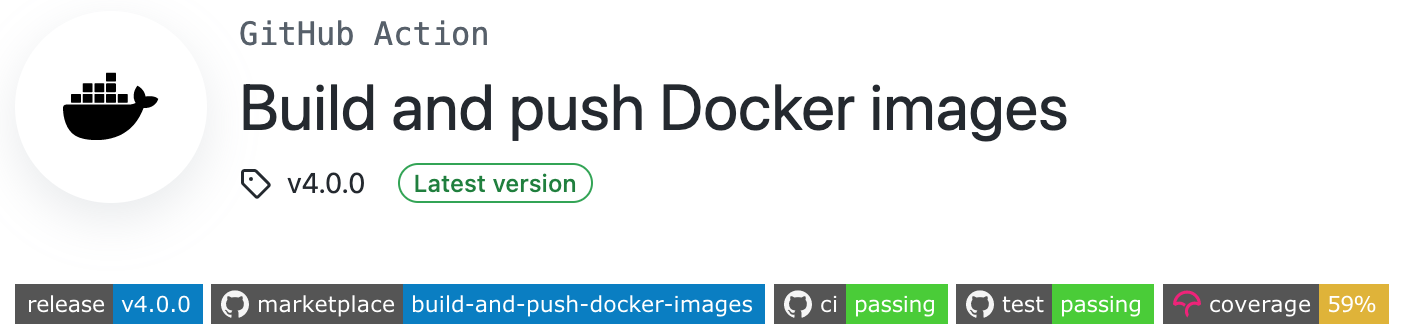 GitHub Action
Build and push Docker images
v4.0.0 Latest version
release v4.0.0 marketplace build-and-push-docker-images ci passing test passing coverage 59%